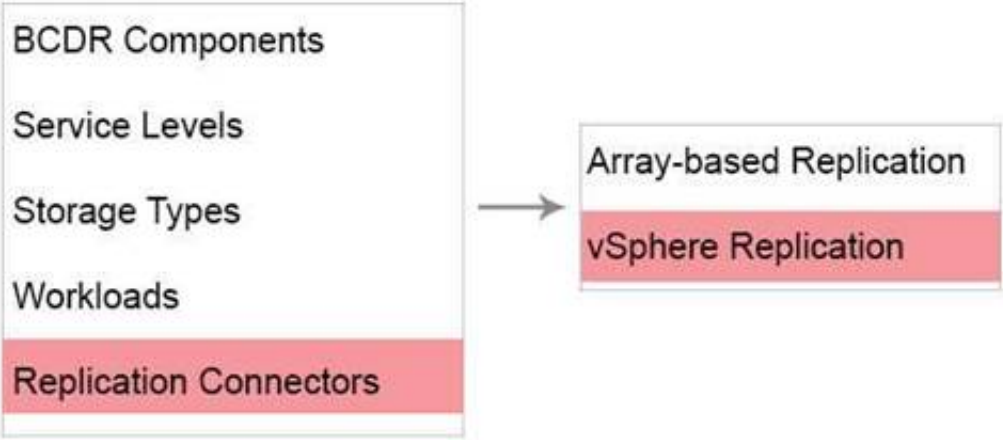 BCDR Components
Service Levels
Storage Types
Workloads
Replication Connectors
Array-based Replication
vSphere Replication